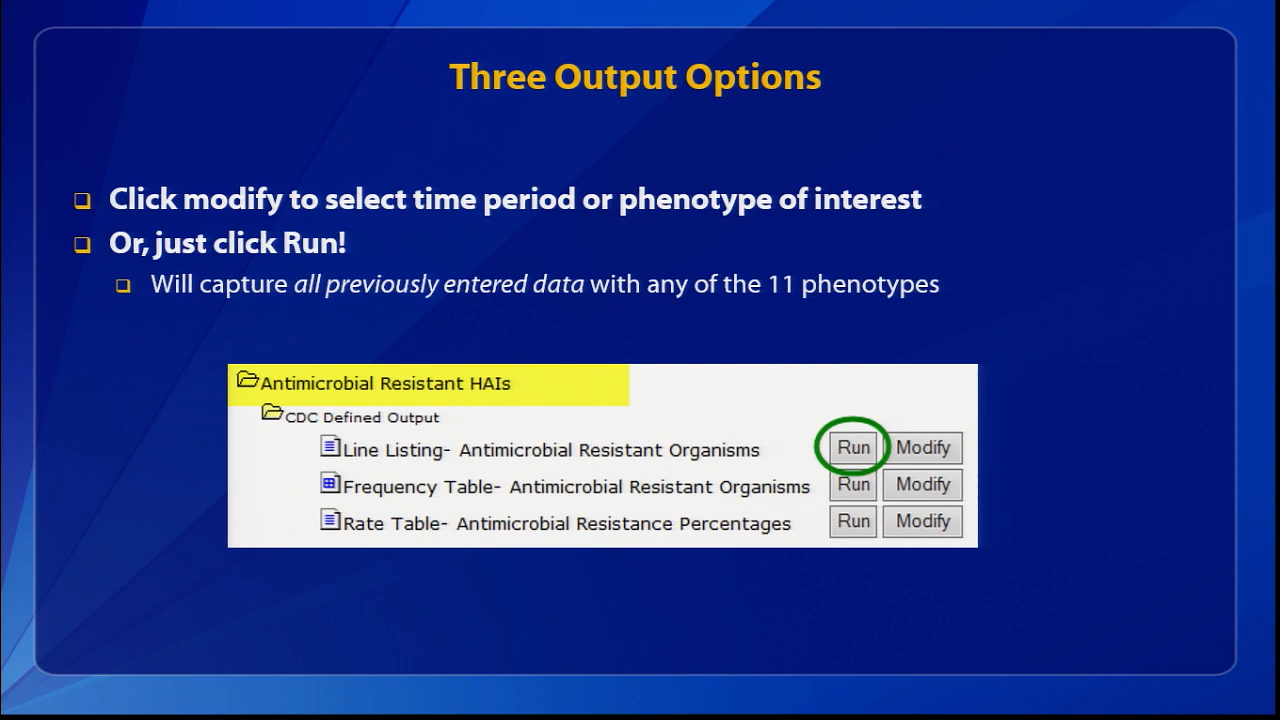 Three Output Options
Click modify to select time period or phenotype of interest
Or, just click Run!
Will capture all previously entered data with any of the 11 phenotypes
Antimicrobial Resistant HAIs
CDC Defined Output
Line Listing- Antimicrobial Resistant Organisms Run Modify
Frequency Table- Antimicrobial Resistant Organisms Run Modify
Rate Table- Antimicrobial Resistance Percentages Run Modify